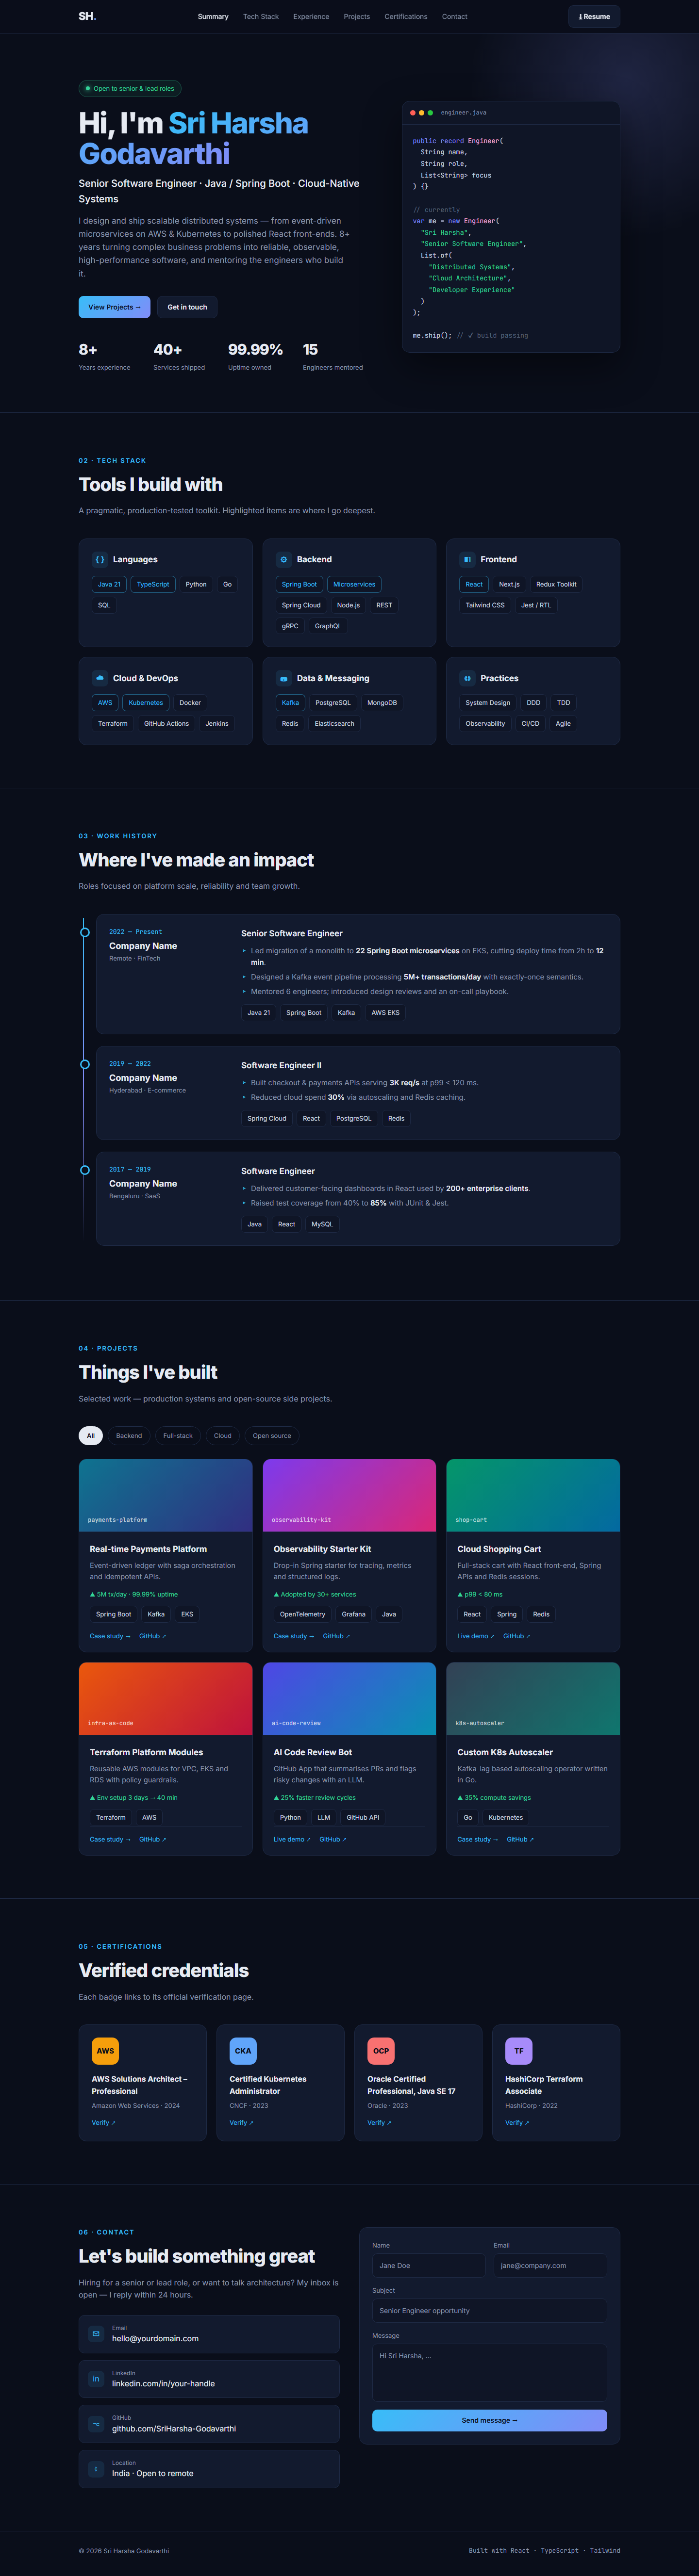 SH.
Summary
Tech Stack
Experience
Projects
Certifications
Contact
Resume
Open to senior & lead roles
Hi, I'm Sri Harsha
Godavarthi
Senior Software Engineer · Java / Spring Boot · Cloud-Native
Systems
I design and ship scalable distributed systems — from event-driven
microservices on AWS & Kubernetes to polished React front-ends. 8+
years turning complex business problems into reliable, observable,
high-performance software, and mentoring the engineers who build
it.
View Projects →
Get in touch
8+
Years experience
40+
Services shipped
99.99%
Uptime owned
15
Engineers mentored
engineer.java
public record Engineer(
String name,
String role,
List<String> focus
) {}
// currently
var me = new Engineer(
"Sri Harsha",
"Senior Software Engineer",
List.of(
"Distributed Systems",
"Cloud Architecture",
"Developer Experience"
)
);
me.ship(); // ✓ build passing
02 · TECH STACK
Tools I build with
A pragmatic, production-tested toolkit. Highlighted items are where I go deepest.
{ } Languages
Java 21
TypeScript
Python
Go
SQL
Backend
Spring Boot
Microservices
Spring Cloud
Node.js
REST
gRPC
GraphQL
Frontend
React
Next.js
Redux Toolkit
Tailwind CSS
Jest / RTL
Cloud & DevOps
AWS
Kubernetes
Docker
Terraform
GitHub Actions
Jenkins
Data & Messaging
Kafka
PostgreSQL
MongoDB
Redis
Elasticsearch
Practices
System Design
DDD
TDD
Observability
CI/CD
Agile
03 · WORK HISTORY
Where I've made an impact
Roles focused on platform scale, reliability and team growth.
2022 — Present
Company Name
Remote · FinTech
Senior Software Engineer
Led migration of a monolith to 22 Spring Boot microservices on EKS, cutting deploy time from 2h to 12
min.
Designed a Kafka event pipeline processing 5M+ transactions/day with exactly-once semantics.
Mentored 6 engineers; introduced design reviews and an on-call playbook.
Java 21
Spring Boot
Kafka
AWS EKS
2019 — 2022
Company Name
Hyderabad · E-commerce
Software Engineer II
Built checkout & payments APIs serving 3K req/s at p99 < 120 ms.
Reduced cloud spend 30% via autoscaling and Redis caching.
Spring Cloud
React
PostgreSQL
Redis
2017 — 2019
Company Name
Bengaluru · SaaS
Software Engineer
Delivered customer-facing dashboards in React used by 200+ enterprise clients.
Raised test coverage from 40% to 85% with JUnit & Jest.
Java
React
MySQL
04 · PROJECTS
Things I've built
Selected work — production systems and open-source side projects.
All
Backend
Full-stack
Cloud
Open source
payments-platform
Real-time Payments Platform
Event-driven ledger with saga orchestration
and idempotent APIs.
▲ 5M tx/day · 99.99% uptime
Spring Boot
Kafka
EKS
Case study →
GitHub ↗
observability-kit
Observability Starter Kit
Drop-in Spring starter for tracing, metrics
and structured logs.
▲ Adopted by 30+ services
OpenTelemetry
Grafana
Java
Case study →
GitHub ↗
shop-cart
Cloud Shopping Cart
Full-stack cart with React front-end, Spring
APIs and Redis sessions.
▲ p99 < 80 ms
React
Spring
Redis
Live demo ↗
GitHub ↗
infra-as-code
Terraform Platform Modules
Reusable AWS modules for VPC, EKS and
RDS with policy guardrails.
▲ Env setup 3 days → 40 min
Terraform
AWS
Case study →
GitHub ↗
ai-code-review
AI Code Review Bot
GitHub App that summarises PRs and flags
risky changes with an LLM.
▲ 25% faster review cycles
Python
LLM
GitHub API
Live demo ↗
GitHub ↗
k8s-autoscaler
Custom K8s Autoscaler
Kafka-lag based autoscaling operator written
in Go.
▲ 35% compute savings
Go
Kubernetes
Case study →
GitHub ↗
05 · CERTIFICATIONS
Verified credentials
Each badge links to its official verification page.
AWS
AWS Solutions Architect –
Professional
Amazon Web Services · 2024
Verify ↗
CKA
Certified Kubernetes
Administrator
CNCF · 2023
Verify ↗
OCP
Oracle Certified
Professional, Java SE 17
Oracle · 2023
Verify ↗
TF
HashiCorp Terraform
Associate
HashiCorp · 2022
Verify ↗
06 · CONTACT
Let's build something great
Hiring for a senior or lead role, or want to talk architecture? My inbox is
open — I reply within 24 hours.
Email
hello@yourdomain.com
in
LinkedIn
linkedin.com/in/your-handle
GitHub
github.com/SriHarsha-Godavarthi
Location
India · Open to remote
Name
Jane Doe
Email
jane@company.com
Subject
Senior Engineer opportunity
Message
Hi Sri Harsha, ...
Send message →
© 2026 Sri Harsha Godavarthi
Built with React · TypeScript · Tailwind